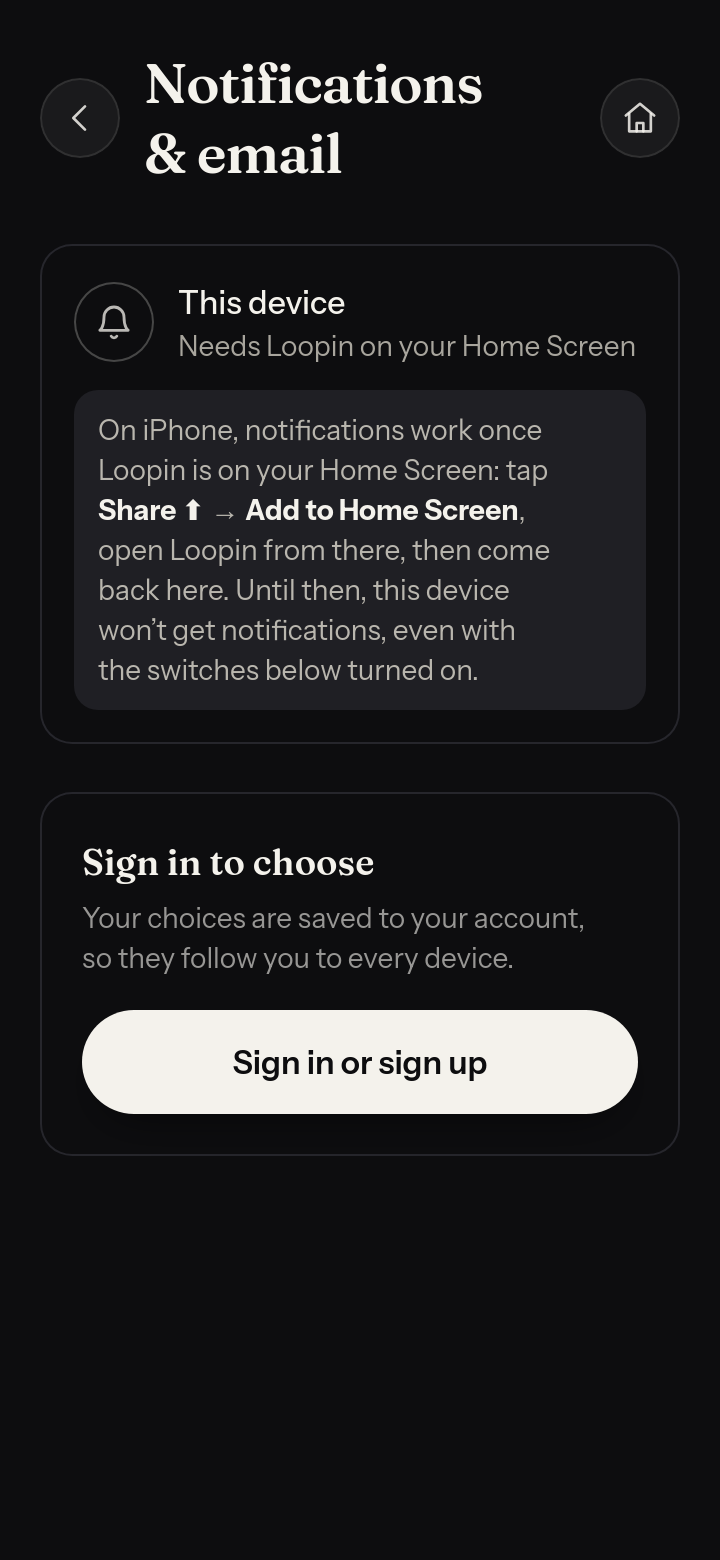 Notifications
& email
This device
Needs Loopin on your Home Screen
On iPhone, notifications work once
Loopin is on your Home Screen: tap
Share ⬆ → Add to Home Screen,
open Loopin from there, then come
back here. Until then, this device
won’t get notifications, even with
the switches below turned on.
Sign in to choose
Your choices are saved to your account,
so they follow you to every device.
Sign in or sign up